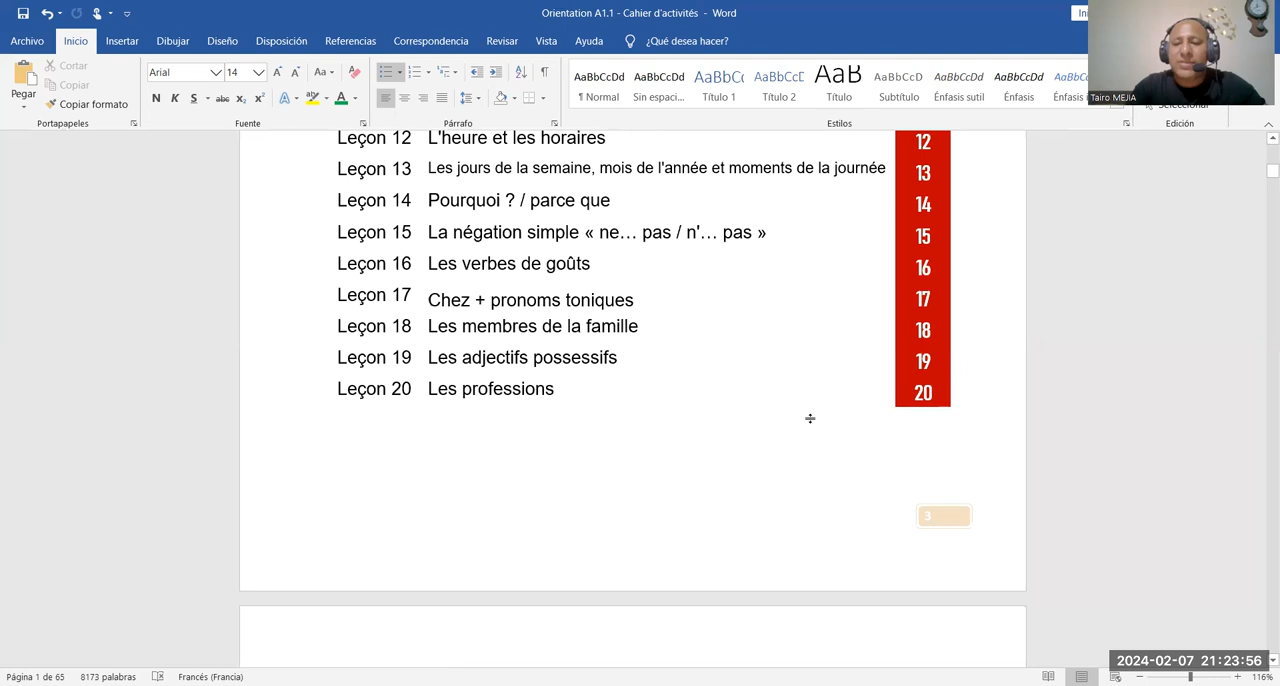 Orientation A1.1 - Cahier d'activités - Word
Archivo Inicio Insertar Dibujar Diseño Disposición Referencias Correspondencia Revisar Vista Ayuda ¿Qué desea hacer?
Pegar
Cortar
Copiar
Copiar formato
Portapapeles
Arial 14
N K S abc x₂ x²
Fuente
Párrafo
AaBbCcDd AaBbCcDd AaBbCc AaBbCcD AaB AaBbCcD AaBbCcDd AaBbCcDd
¶ Normal Sin espaci... Título 1 Título 2 Título Subtítulo Énfasis sutil Énfasis
Estilos
Edición
Tairo MEJIA
Leçon 12 L'heure et les horaires 12
Leçon 13 Les jours de la semaine, mois de l'année et moments de la journée 13
Leçon 14 Pourquoi ? / parce que 14
Leçon 15 La négation simple « ne… pas / n'… pas » 15
Leçon 16 Les verbes de goûts 16
Leçon 17 Chez + pronoms toniques 17
Leçon 18 Les membres de la famille 18
Leçon 19 Les adjectifs possessifs 19
Leçon 20 Les professions 20
3
2024-02-07 21:23:56
Página 1 de 65 8173 palabras Francés (Francia) 116%